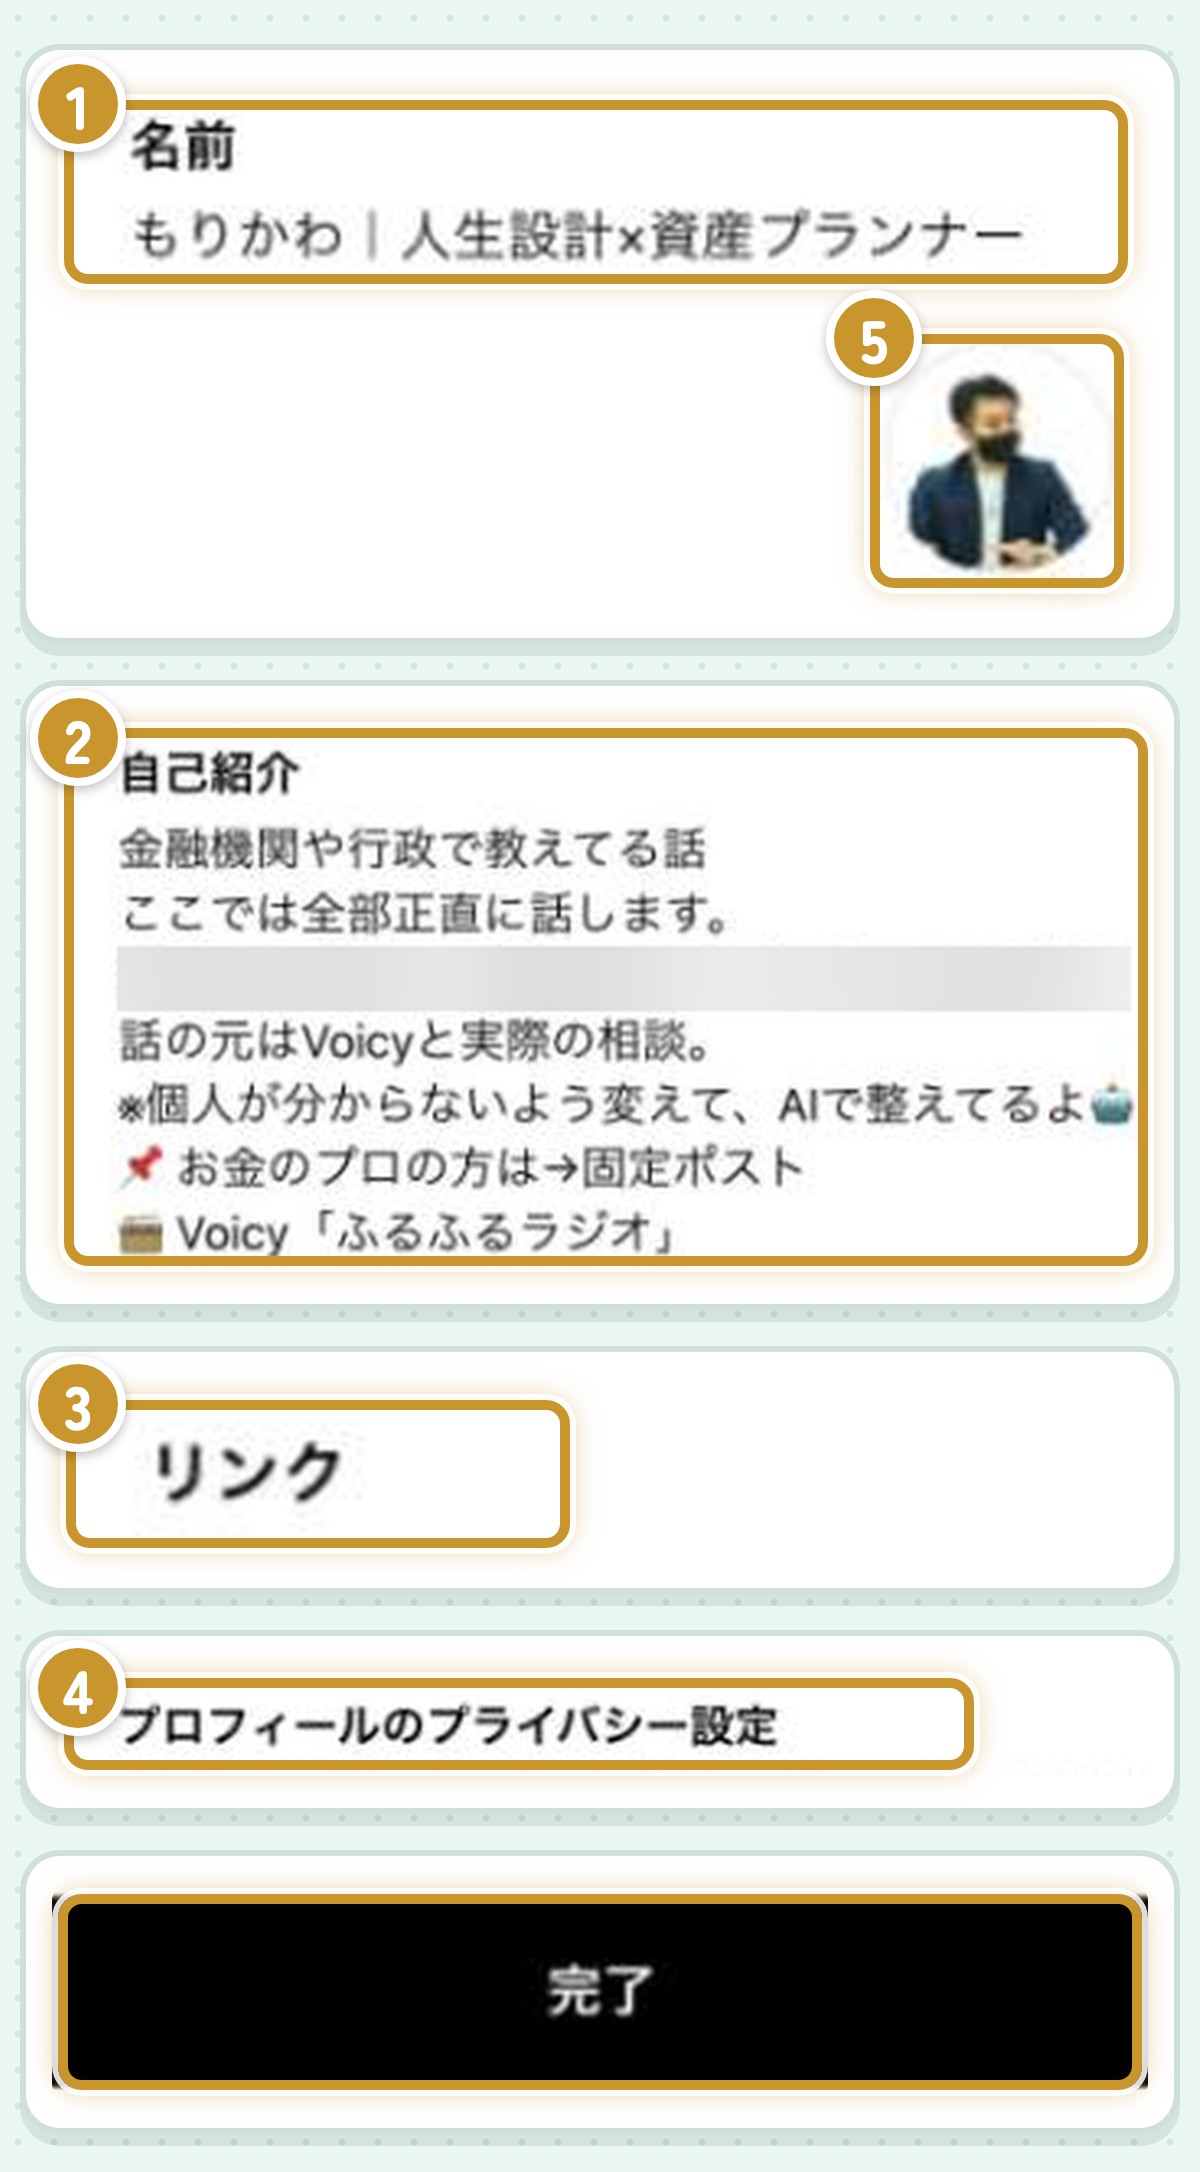 1
名前
もりかわ｜人生設計×資産プランナー
5
2
自己紹介
金融機関や行政で教えてる話
ここでは全部正直に話します。
話の元はVoicyと実際の相談。
※個人が分からないよう変えて、AIで整えてるよ🤖
📌 お金のプロの方は→固定ポスト
📻 Voicy「ふるふるラジオ」
3
リンク
4
プロフィールのプライバシー設定
完了